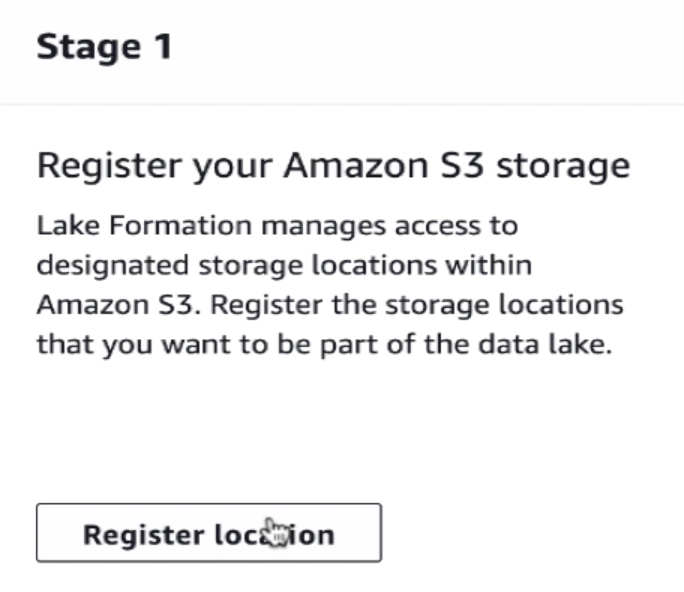 Stage 1
Register your Amazon S3 storage
Lake Formation manages access to
designated storage locations within
Amazon S3. Register the storage locations
that you want to be part of the data lake.
Register location